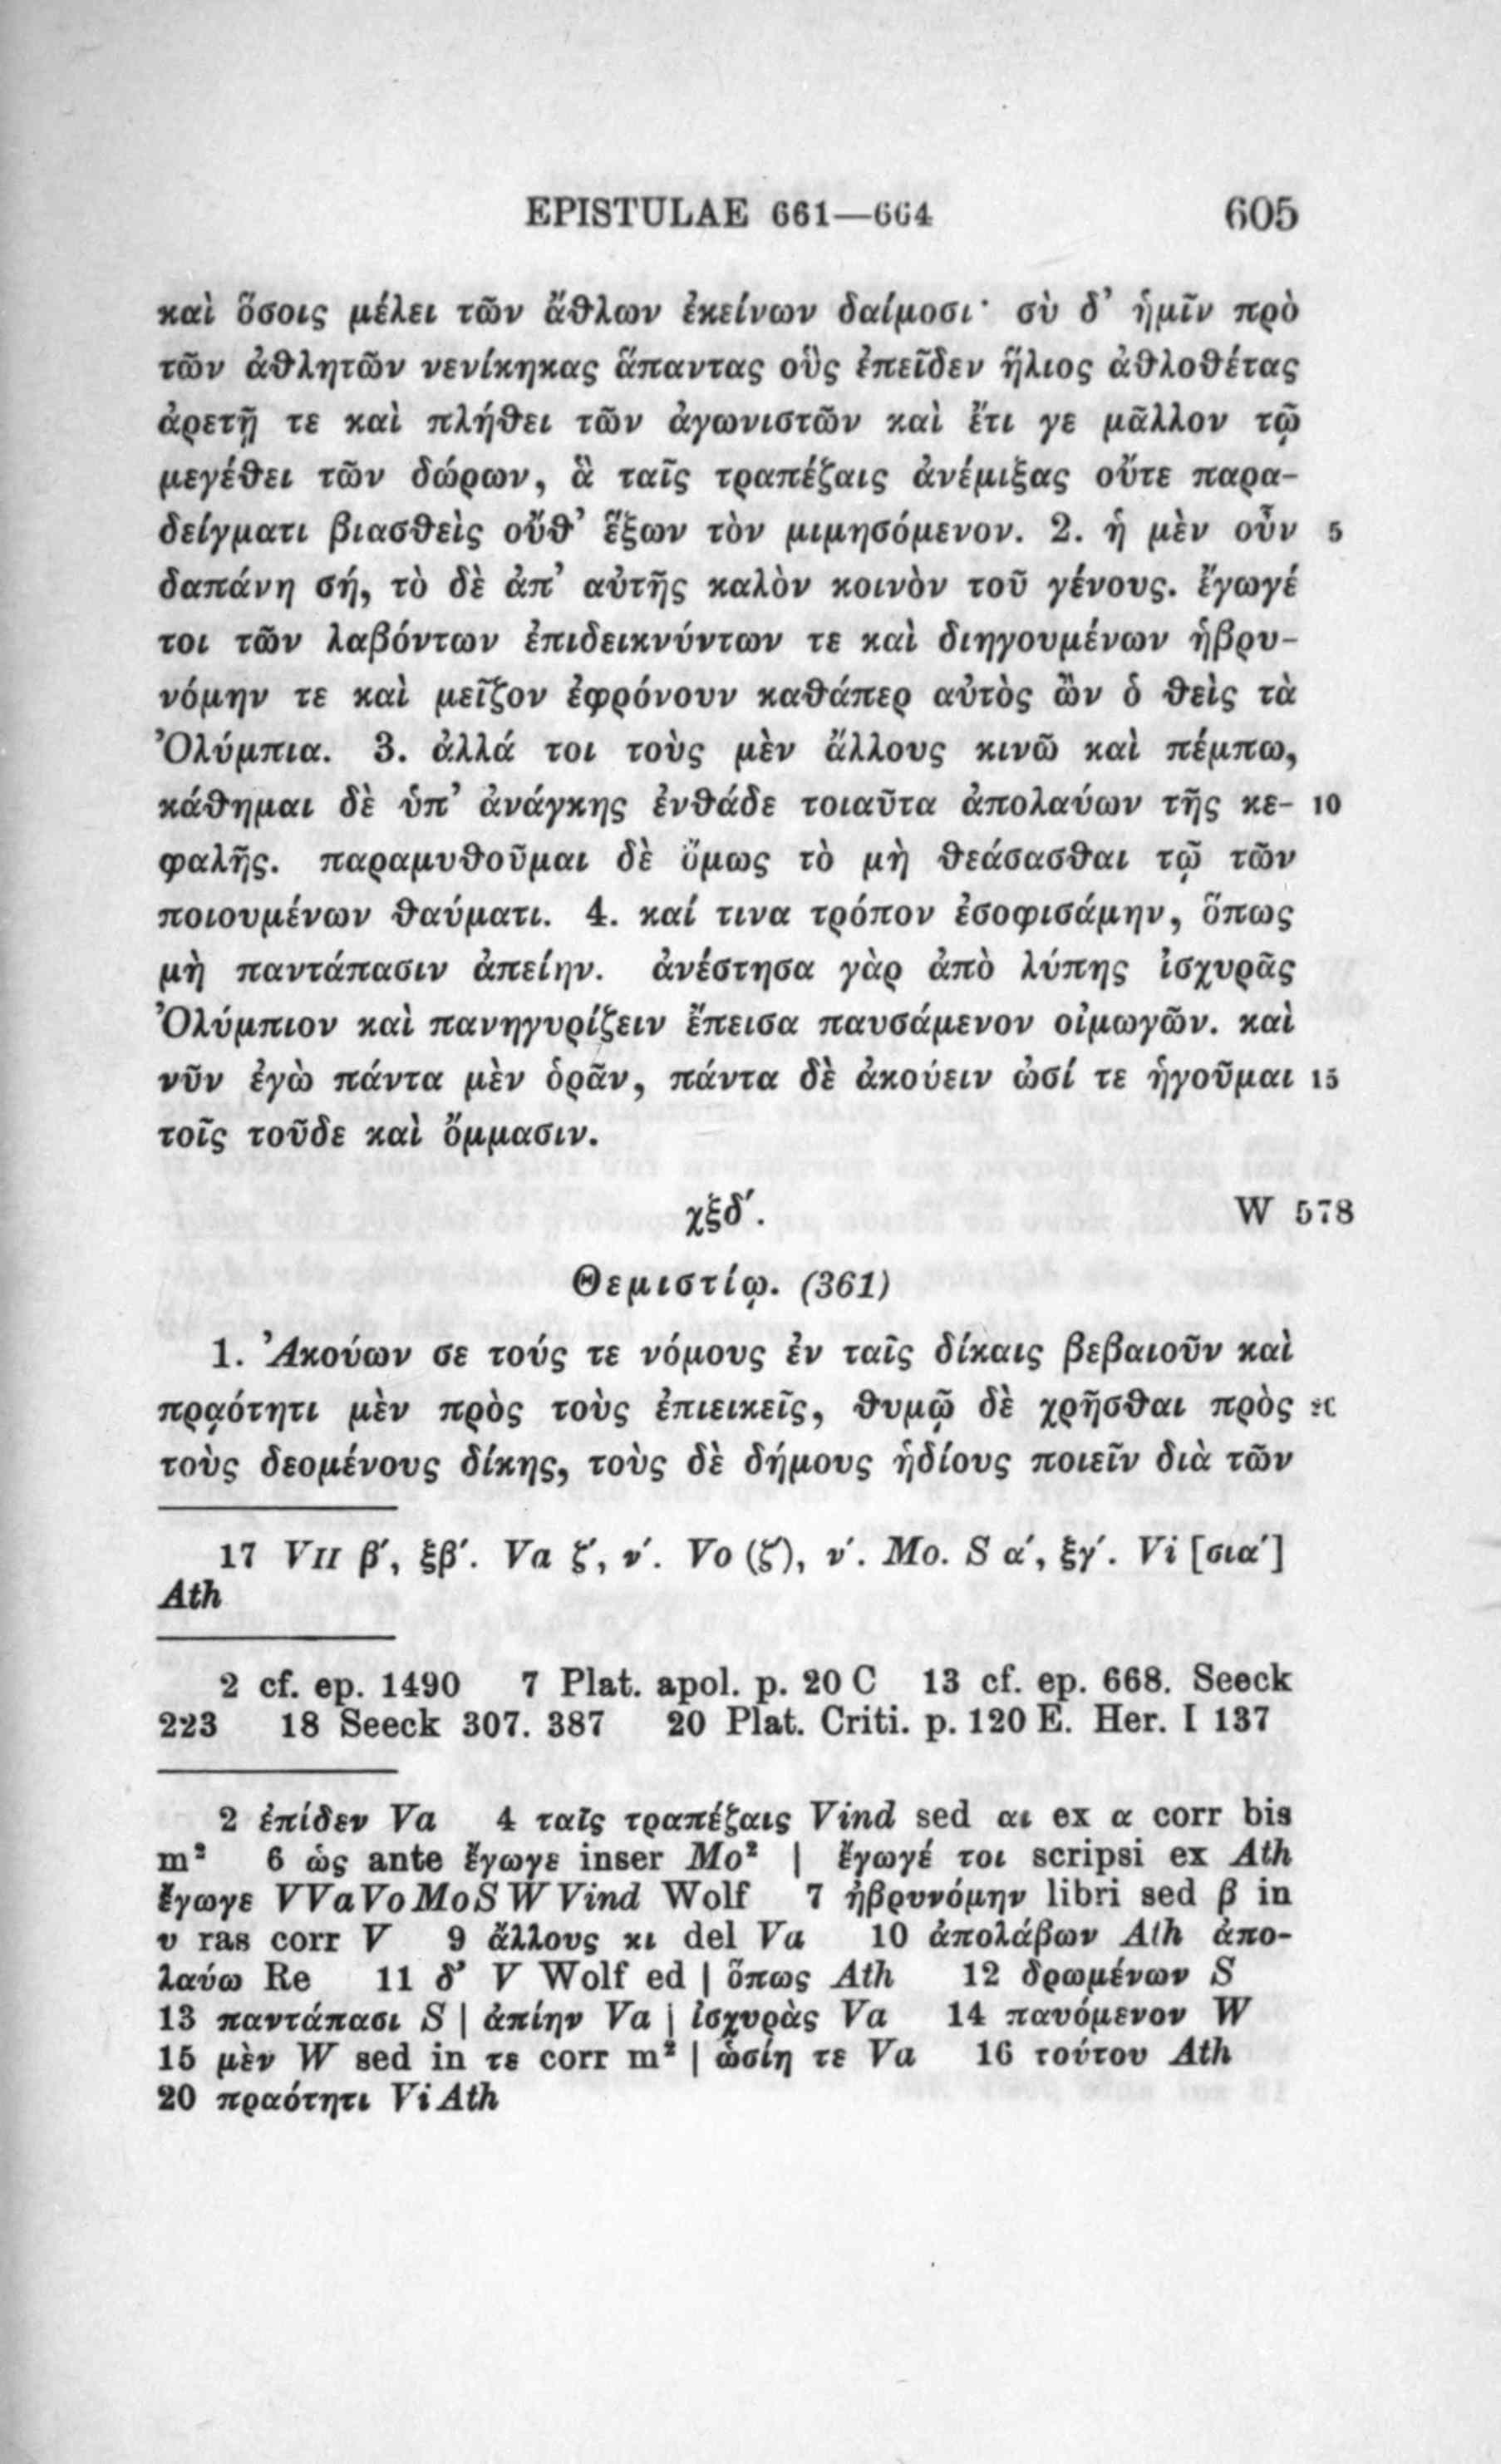 EPISTULAE 661—664 605
καὶ ὅσοις μέλει τῶν ἄθλων ἐκείνων δαίμοσι· σὺ δ’ ἡμῖν πρὸ
τῶν ἀθλητῶν νενίκηκας ἅπαντας οὓς ἐπεῖδεν ἥλιος ἀθλοθέτας
ἀρετῇ τε καὶ πλήθει τῶν ἀγωνιστῶν καὶ ἔτι γε μᾶλλον τῷ
μεγέθει τῶν δώρων, ἃ ταῖς τραπέζαις ἀνέμιξας οὔτε παρα-
δείγματι βιασθεὶς οὔθ’ ἕξων τὸν μιμησόμενον. 2. ἡ μὲν οὖν 5
δαπάνη σή, τὸ δὲ ἀπ’ αὐτῆς καλὸν κοινὸν τοῦ γένους. ἔγωγέ
τοι τῶν λαβόντων ἐπιδεικνύντων τε καὶ διηγουμένων ἡβρυ-
νόμην τε καὶ μεῖζον ἐφρόνουν καθάπερ αὐτὸς ὢν ὁ θεὶς τὰ
Ὀλύμπια. 3. ἀλλά τοι τοὺς μὲν ἄλλους κινῶ καὶ πέμπω,
κάθημαι δὲ ὑπ’ ἀνάγκης ἐνθάδε τοιαῦτα ἀπολαύων τῆς κε- 10
φαλῆς. παραμυθοῦμαι δὲ ὅμως τὸ μὴ θεάσασθαι τῷ τῶν
ποιουμένων θαύματι. 4. καί τινα τρόπον ἐσοφισάμην, ὅπως
μὴ παντάπασιν ἀπείην. ἀνέστησα γὰρ ἀπὸ λύπης ἰσχυρᾶς
Ὀλύμπιον καὶ πανηγυρίζειν ἔπεισα παυσάμενον οἰμωγῶν. καὶ
νῦν ἐγὼ πάντα μὲν ὁρᾶν, πάντα δὲ ἀκούειν ὠσί τε ἡγοῦμαι 15
τοῖς τοῦδε καὶ ὄμμασιν.
χξδ′. W 578
Θεμιστίῳ. (361)
1. Ἀκούων σε τούς τε νόμους ἐν ταῖς δίκαις βεβαιοῦν καὶ
πρᾳότητι μὲν πρὸς τοὺς ἐπιεικεῖς, θυμῷ δὲ χρῆσθαι πρὸς 20
τοὺς δεομένους δίκης, τοὺς δὲ δήμους ἡδίους ποιεῖν διὰ τῶν
17 VII β′, ξβ′. Va ζ′, ν′. Vo (ζ′), ν′. Mo. S α′, ξγ′. Vi [σια′]
Ath
2 cf. ep. 1490 7 Plat. apol. p. 20 C 13 cf. ep. 668. Seeck
223 18 Seeck 307. 387 20 Plat. Criti. p. 120 E. Her. I 137
2 ἐπίδεν Va 4 ταῖς τραπέζαις Vind sed αι ex α corr bis
m² 6 ὡς ante ἔγωγε inser Mo² | ἔγωγέ τοι scripsi ex Ath
ἔγωγε VVaVoMoSWVind Wolf 7 ἡβρυνόμην libri sed β in
υ ras corr V 9 ἄλλους κι del Va 10 ἀπολάβων Ath ἀπο-
λαύω Re 11 δ’ V Wolf ed | ὅπως Ath 12 δρωμένων S
13 παντάπασι S | ἀπίην Va | ἰσχυρὰς Va 14 παυόμενον W
15 μὲν W sed in τε corr m² | ὠσίη τε Va 16 τούτου Ath
20 πραότητι Vi Ath